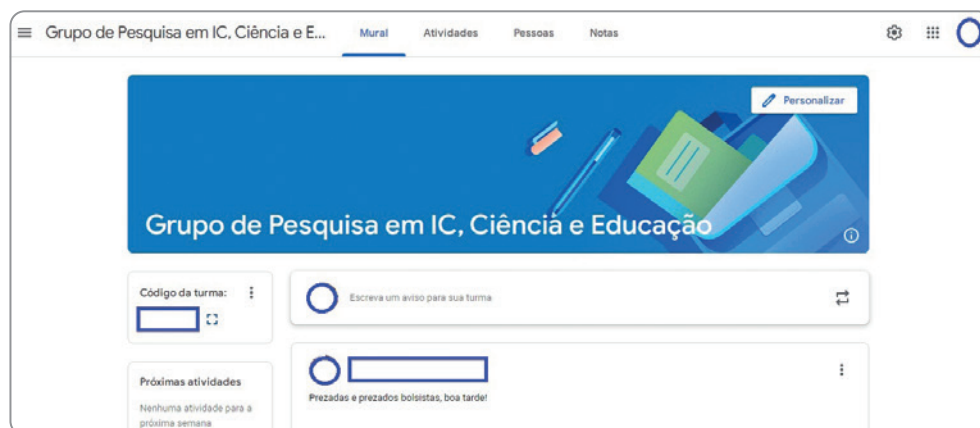 Grupo de Pesquisa em IC, Ciência e E... Mural Atividades Pessoas Notas
Personalizar
Grupo de Pesquisa em IC, Ciência e Educação
Código da turma:
Escreva um aviso para sua turma
Próximas atividades
Nenhuma atividade para a
próxima semana
Prezadas e prezados bolsistas, boa tarde!